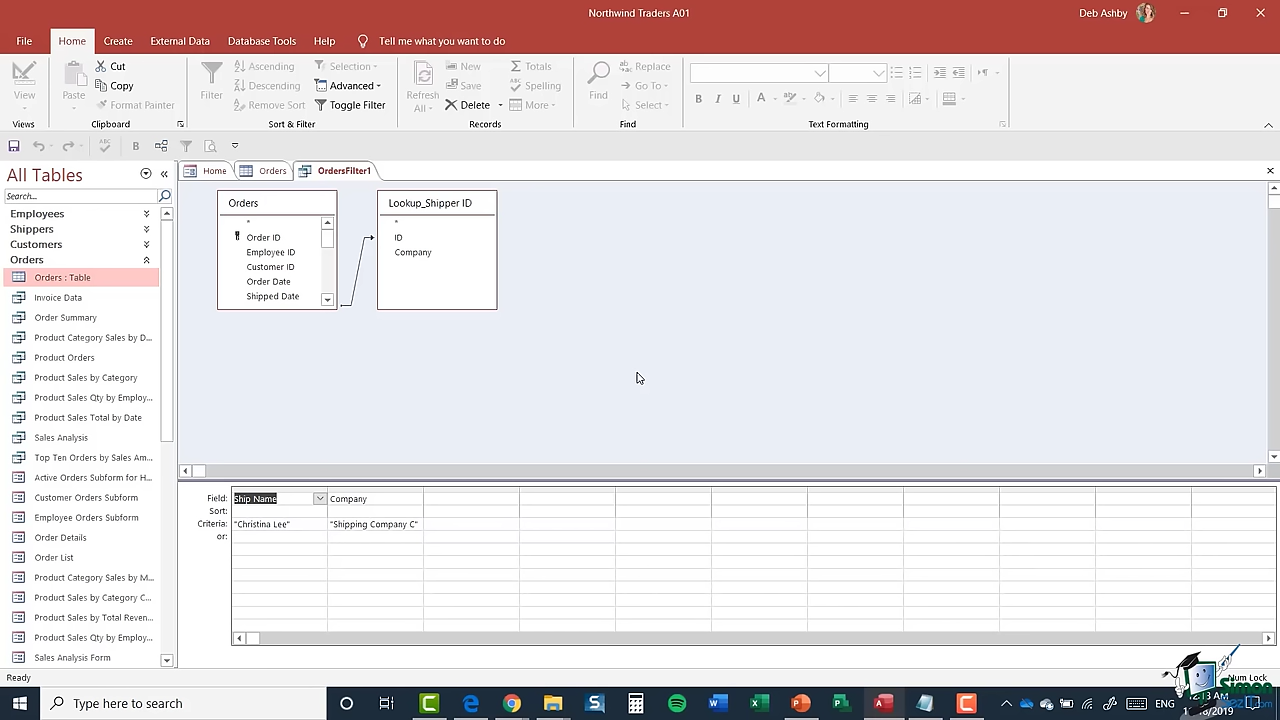 Northwind Traders A01
Deb Ashby
File Home Create External Data Database Tools Help Tell me what you want to do
View
Views
Paste
Cut
Copy
Format Painter
Clipboard
Filter
Ascending
Descending
Remove Sort
Selection
Advanced
Toggle Filter
Sort & Filter
Refresh
All
New
Save
Delete
Totals
Spelling
More
Records
Find
Replace
Go To
Select
Find
B I U A
Text Formatting
All Tables
Search...
Employees
Shippers
Customers
Orders
Orders : Table
Invoice Data
Order Summary
Product Category Sales by D...
Product Orders
Product Sales by Category
Product Sales Qty by Employ...
Product Sales Total by Date
Sales Analysis
Top Ten Orders by Sales Am...
Active Orders Subform for H...
Customer Orders Subform
Employee Orders Subform
Order Details
Order List
Product Category Sales by M...
Product Sales by Category C...
Product Sales by Total Reven...
Product Sales Qty by Employ...
Sales Analysis Form
Home Orders OrdersFilter1
Orders
*
Order ID
Employee ID
Customer ID
Order Date
Shipped Date
Lookup_Shipper ID
*
ID
Company
Field: Ship Name Company
Sort:
Criteria: "Christina Lee" "Shipping Company C"
or:
Ready
Num Lock
Type here to search
ENG